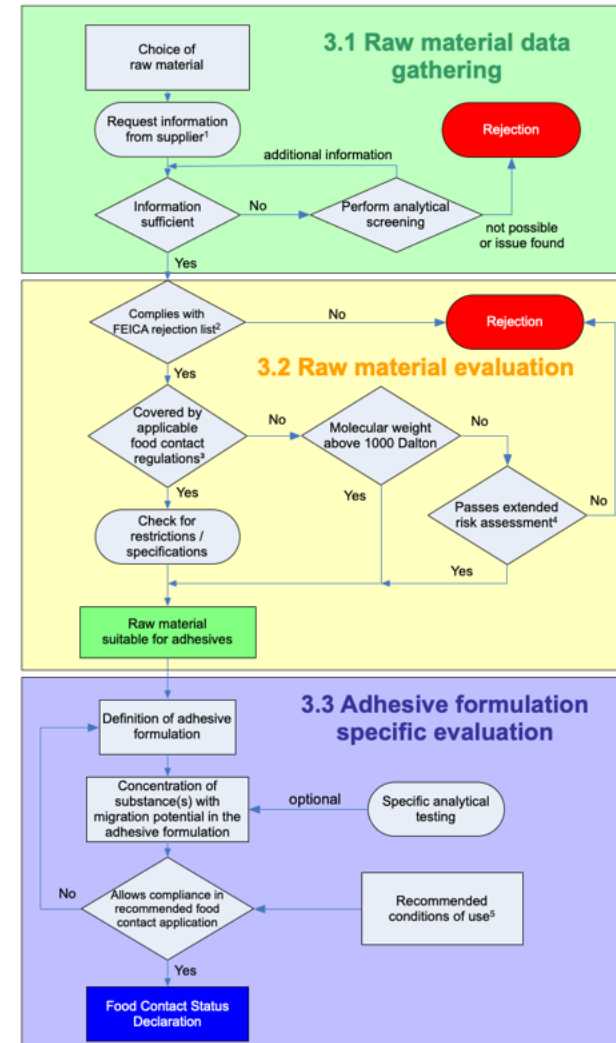 3.1 Raw material data
gathering
Choice of
raw material
Request information
from supplier¹
Rejection
additional information
Information
sufficient
No
Perform analytical
screening
not possible
or issue found
Yes
Complies with
FEICA rejection list²
No
Rejection
Yes
3.2 Raw material evaluation
Covered by
applicable
food contact
regulations³
No
Molecular weight
above 1000 Dalton
No
Yes
Yes
Passes extended
risk assessment⁴
No
Check for
restrictions /
specifications
Yes
Raw material
suitable for adhesives
3.3 Adhesive formulation
specific evaluation
Definition of adhesive
formulation
Concentration of
substance(s) with
migration potential in the
adhesive formulation
optional
Specific analytical
testing
No
Allows compliance in
recommended food
contact application
Recommended
conditions of use⁵
Yes
Food Contact Status
Declaration